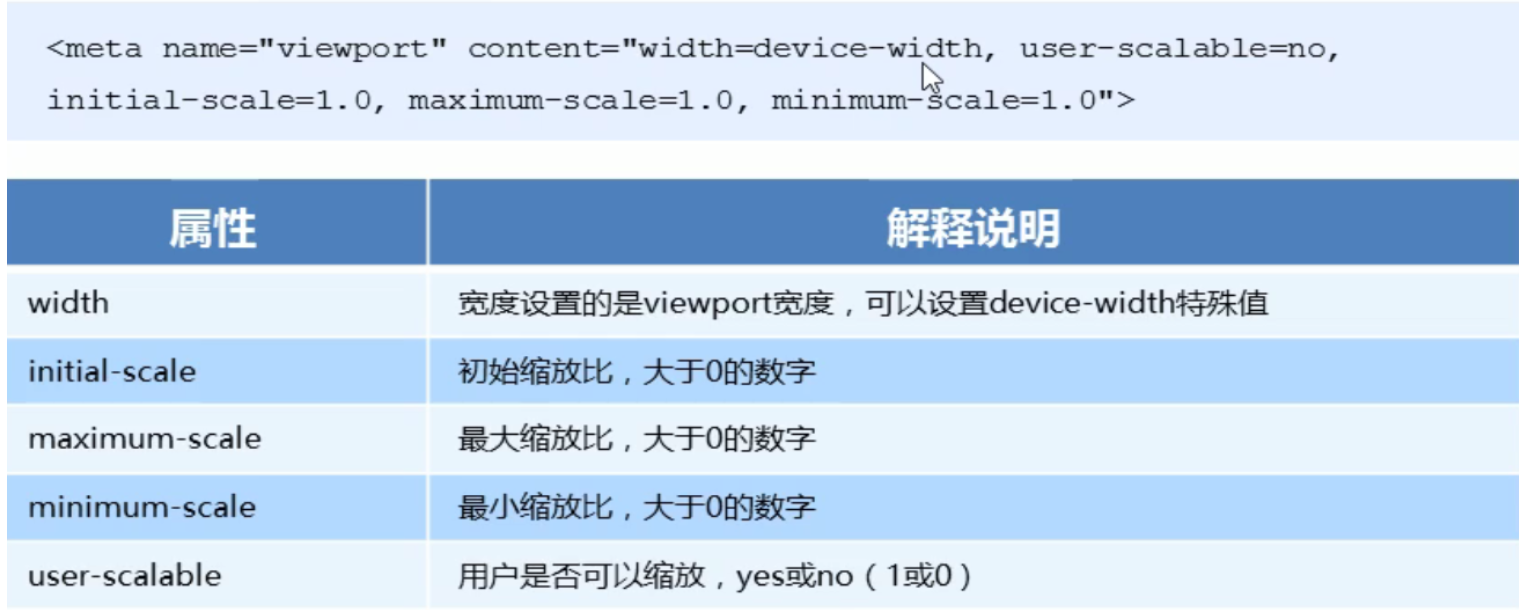 <meta name="viewport" content="width=device-width, user-scalable=no,
initial-scale=1.0, maximum-scale=1.0, minimum-scale=1.0">
属性 解释说明
width 宽度设置的是viewport宽度，可以设置device-width特殊值
initial-scale 初始缩放比，大于0的数字
maximum-scale 最大缩放比，大于0的数字
minimum-scale 最小缩放比，大于0的数字
user-scalable 用户是否可以缩放，yes或no（1或0）